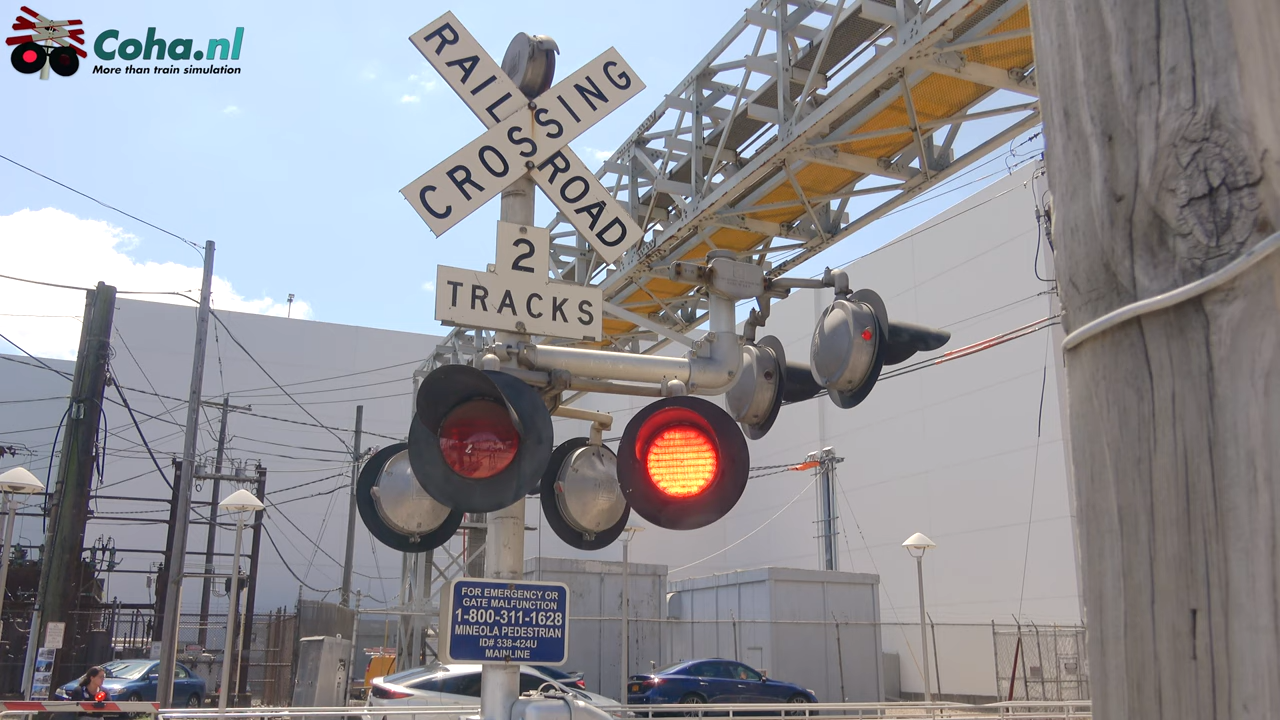 Coha.nl
More than train simulation
RAILROAD
CROSSING
2
TRACKS
FOR EMERGENCY OR
GATE MALFUNCTION
1-800-311-1628
MINEOLA PEDESTRIAN
ID# 338-424U
MAINLINE